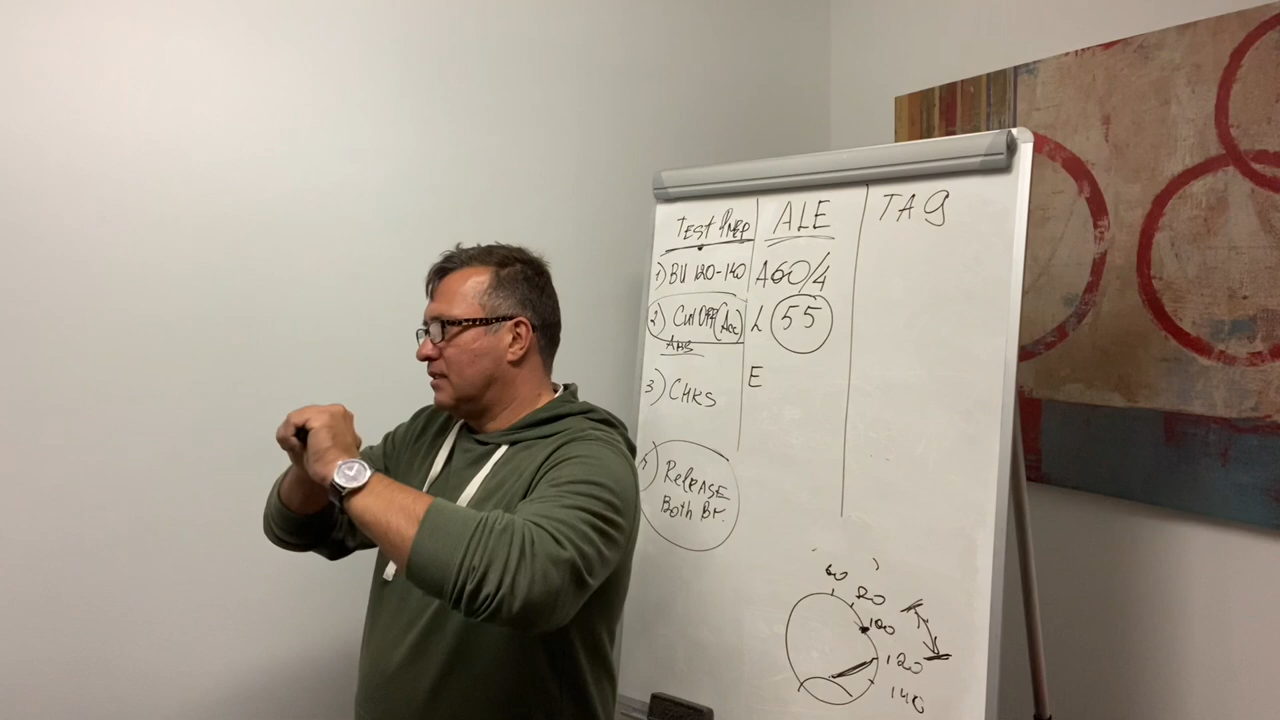 TEST PREP
1) BU 120-140
2) CUT OFF (Acc)
ABS
3) CHKS
Release
Both Br.
ALE
A 60/4
L 55
E
TAG
60
80
100
120
140